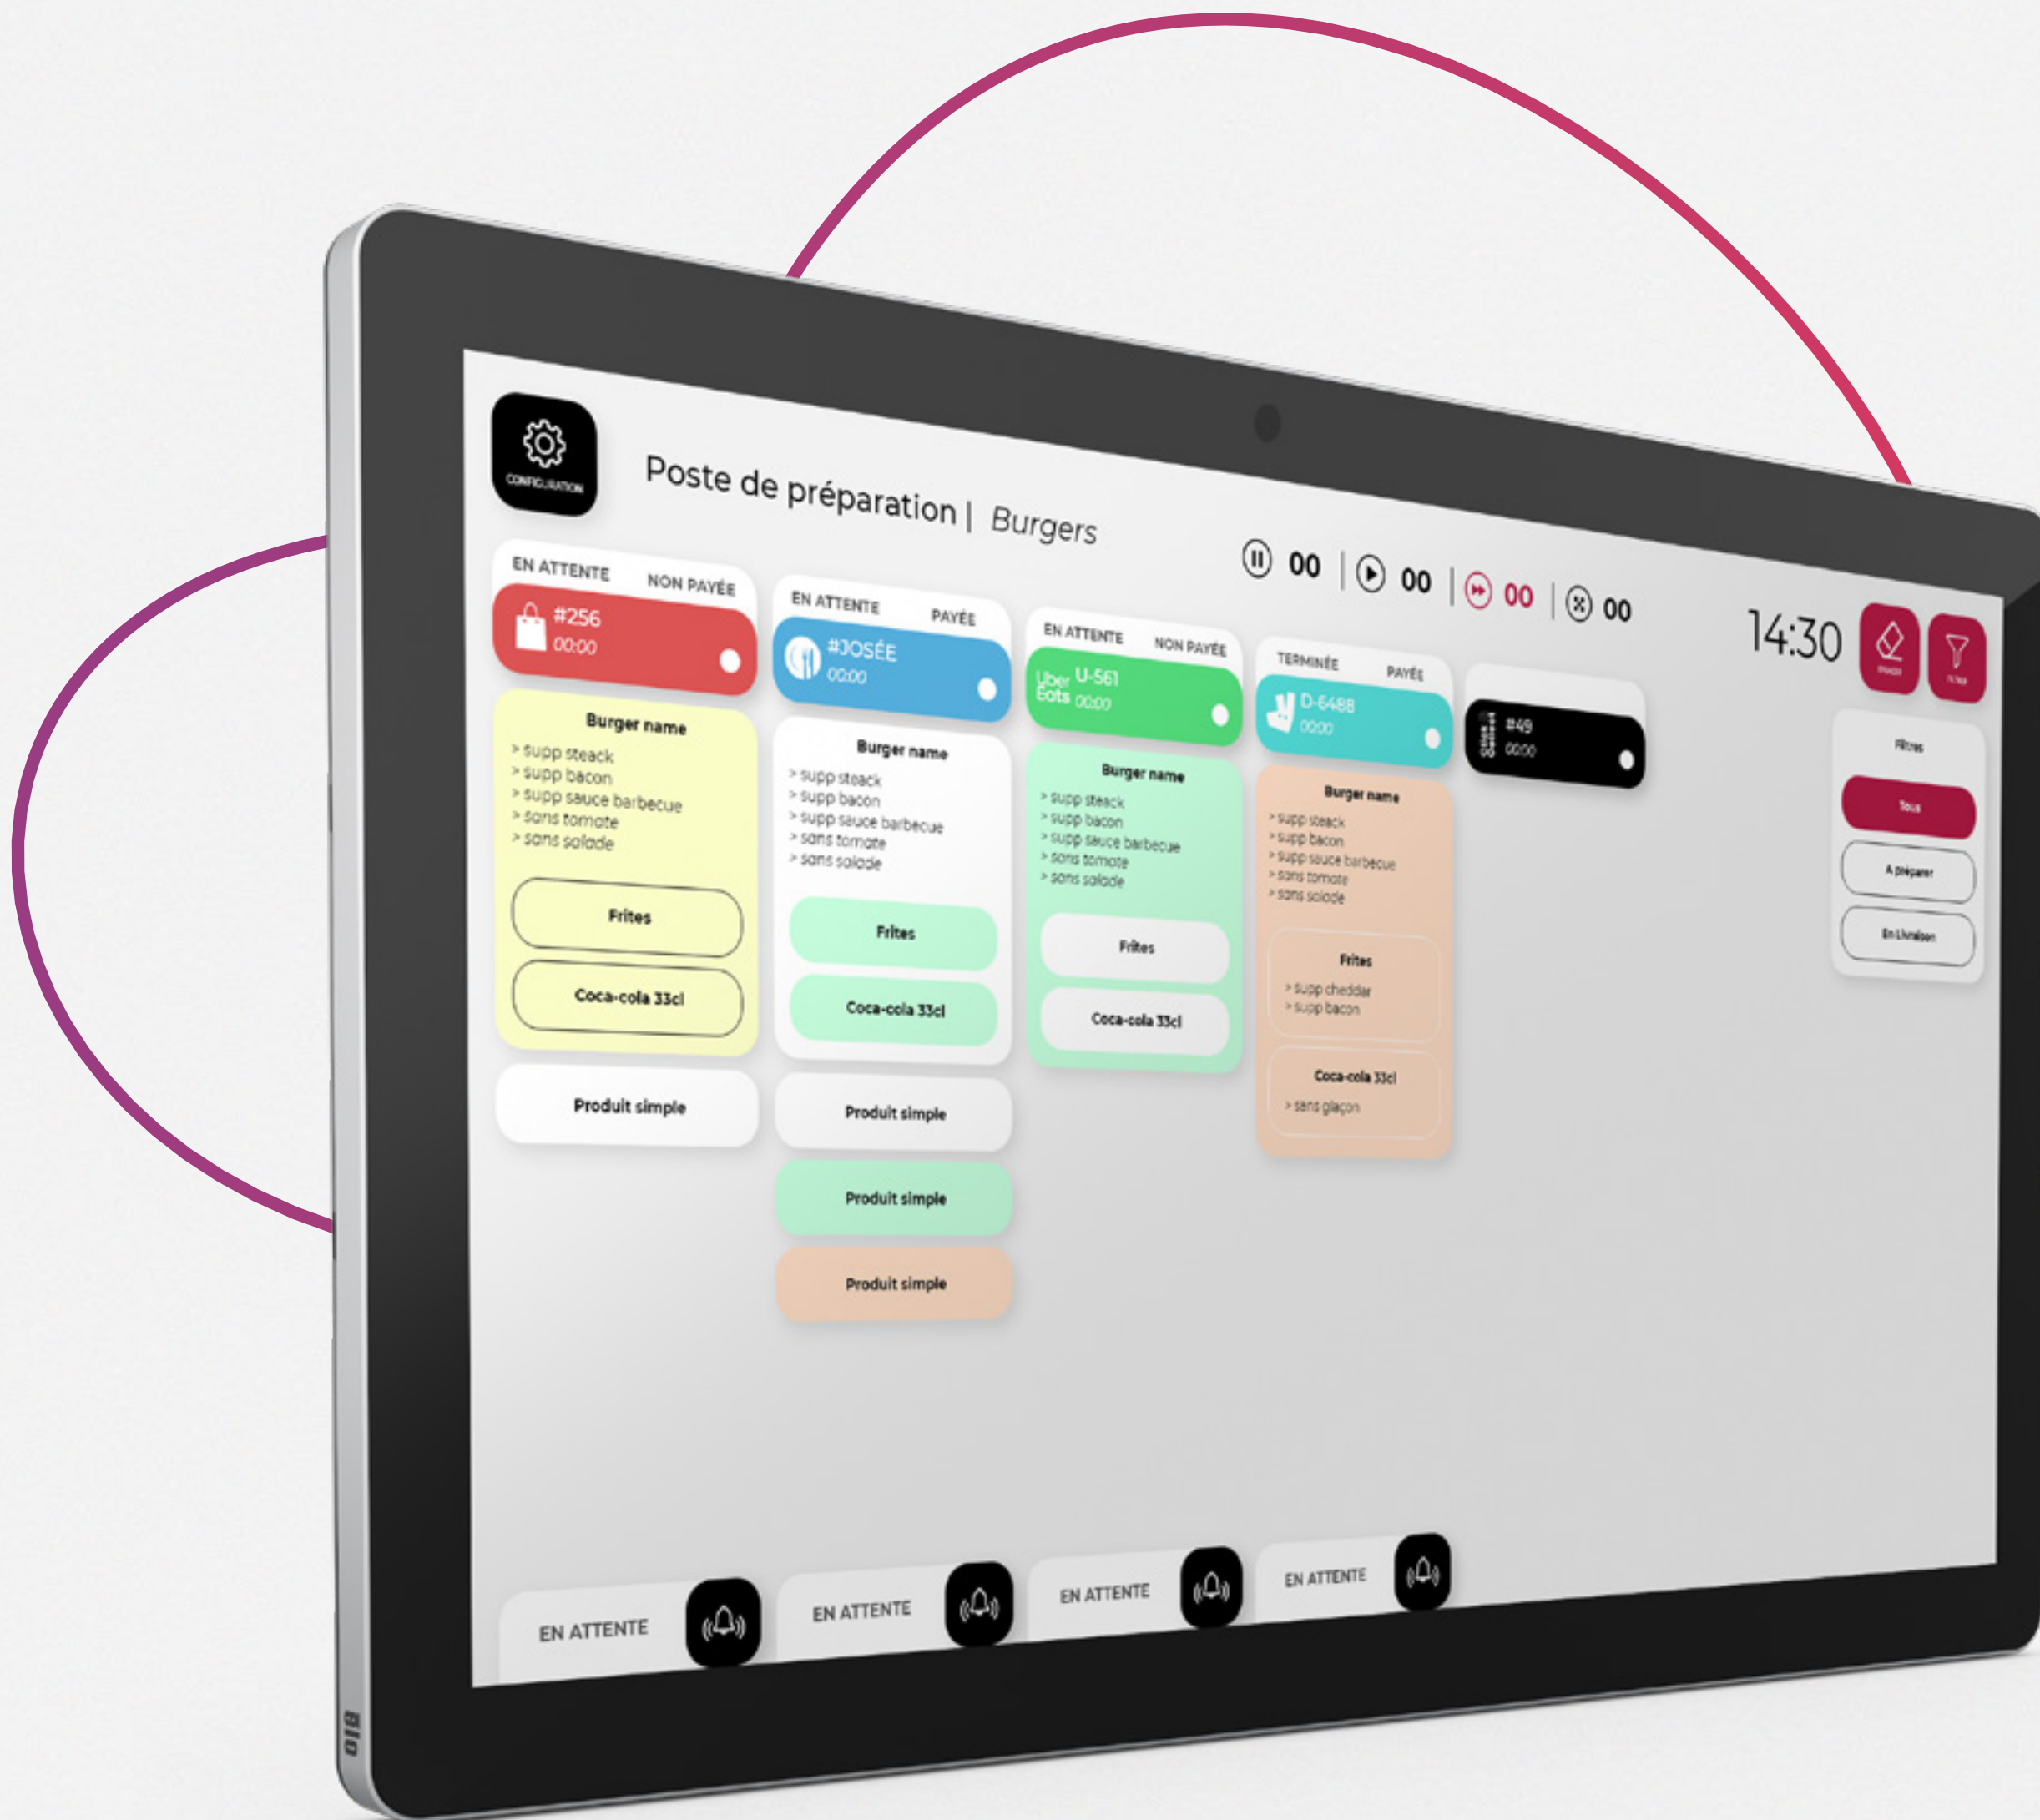 CONFIGURATION
Poste de préparation | Burgers
00 | 00 | 00 | 00
14:30
EFFACER
FILTRER
EN ATTENTE NON PAYÉE
#256
00:00
Burger name
> supp steack
> supp bacon
> supp sauce barbecue
> sans tomate
> sans salade
Frites
Coca-cola 33cl
Produit simple
EN ATTENTE
EN ATTENTE PAYÉE
#JOSÉE
00:00
Burger name
> supp steack
> supp bacon
> supp sauce barbecue
> sans tomate
> sans salade
Frites
Coca-cola 33cl
Produit simple
Produit simple
Produit simple
EN ATTENTE
EN ATTENTE NON PAYÉE
Uber Eats U-561
00:00
Burger name
> supp steack
> supp bacon
> supp sauce barbecue
> sans tomate
> sans salade
Frites
Coca-cola 33cl
EN ATTENTE
TERMINÉE PAYÉE
D-6488
00:00
Burger name
> supp steack
> supp bacon
> supp sauce barbecue
> sans tomate
> sans salade
Frites
> supp cheddar
> supp bacon
Coca-cola 33cl
> sans glaçon
EN ATTENTE
#49
00:00
Filtres
Tous
A préparer
En Livraison